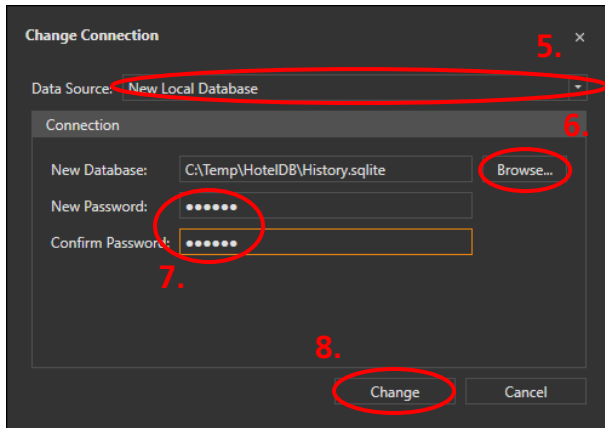 Change Connection
5.
Data Source: New Local Database
Connection
6.
New Database: C:\Temp\HotelDB\History.sqlite Browse...
New Password: ●●●●●●
Confirm Password: ●●●●●●
7.
8.
Change Cancel